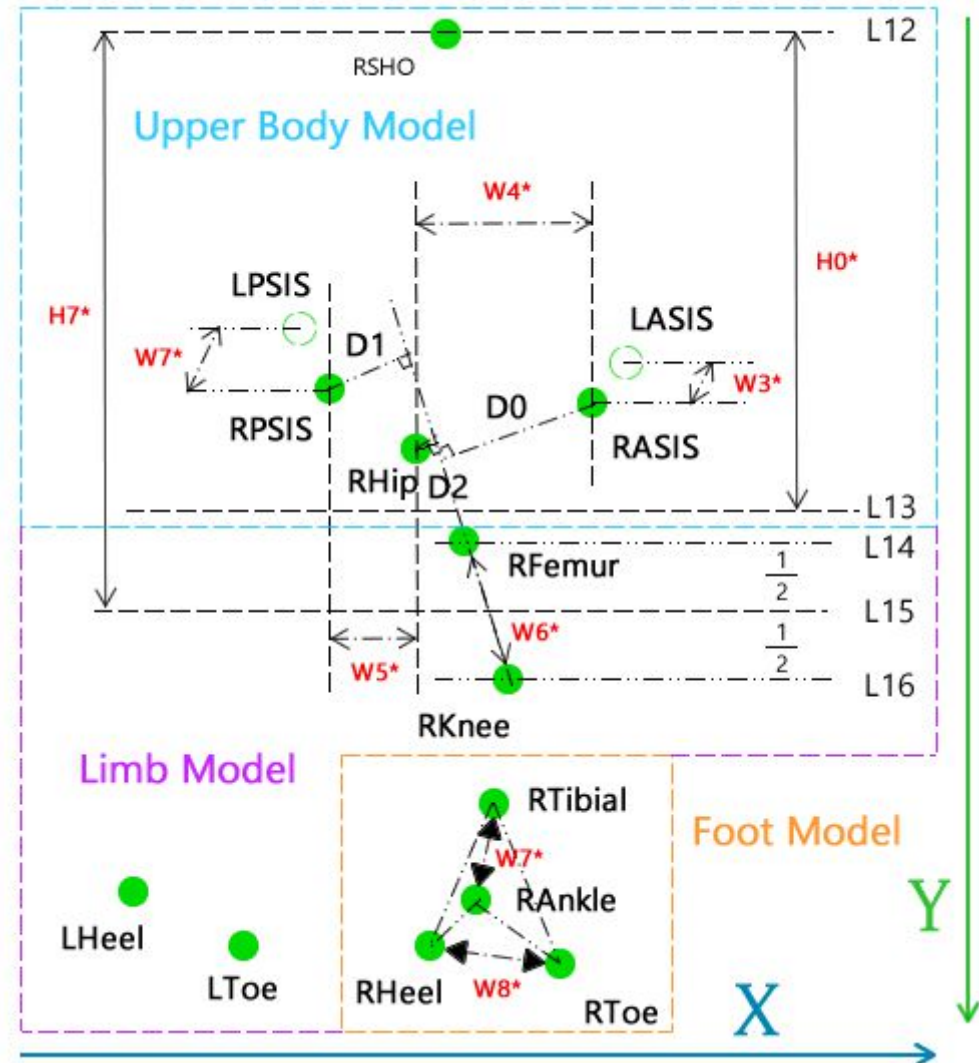 L12
RSHO
Upper Body Model
W4*
H0*
LPSIS
H7*
LASIS
D1
W7*
W3*
D0
RPSIS
RASIS
RHip
D2
L13
L14
RFemur
1
2
L15
W6*
1
2
W5*
L16
RKnee
Limb Model
RTibial
Foot Model
W7*
RAnkle
Y
LHeel
LToe
RHeel
W8*
X
RToe